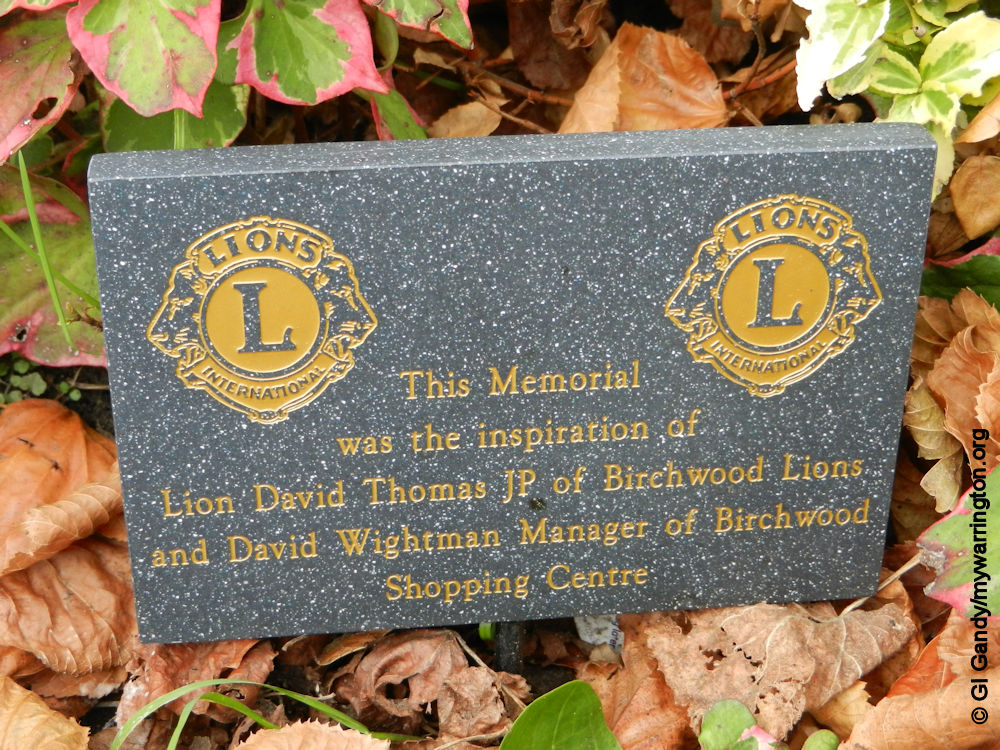 LIONS
L
INTERNATIONAL
LIONS
L
INTERNATIONAL
This Memorial
was the inspiration of
Lion David Thomas JP of Birchwood Lions
and David Wightman Manager of Birchwood
Shopping Centre
© GI Gandy/mywarrington.org